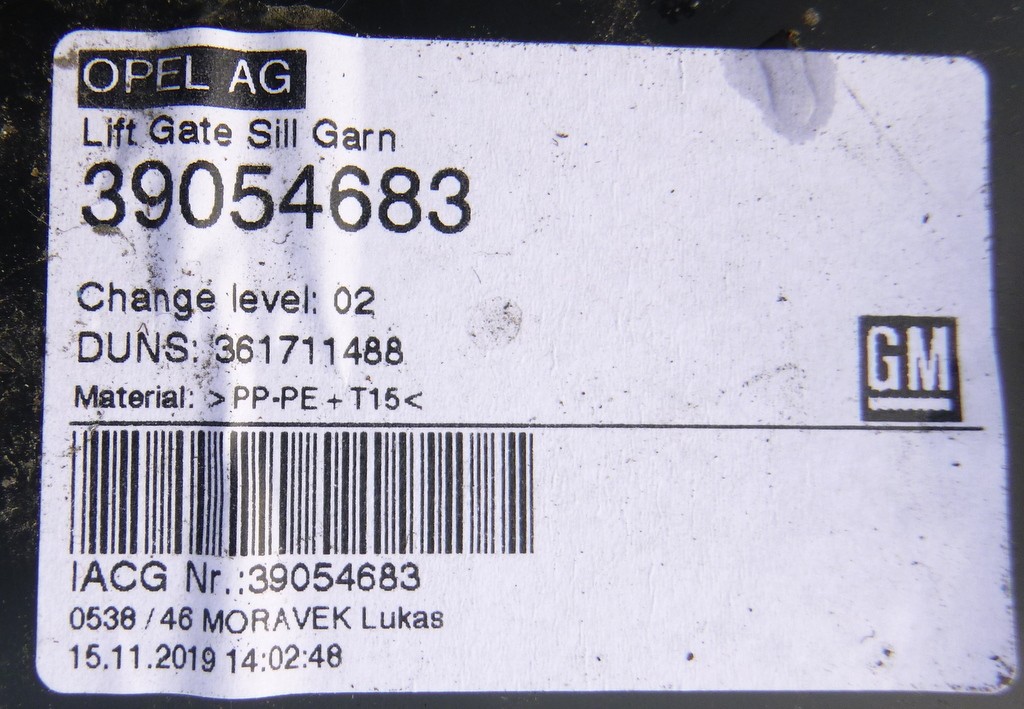 OPEL AG
Lift Gate Sill Garn
39054683
Change level: 02
DUNS: 361711488
Material: >PP-PE + T15<
GM
IACG Nr.:39054683
0538 / 46 MORAVEK Lukas
15.11.2019 14:02:48